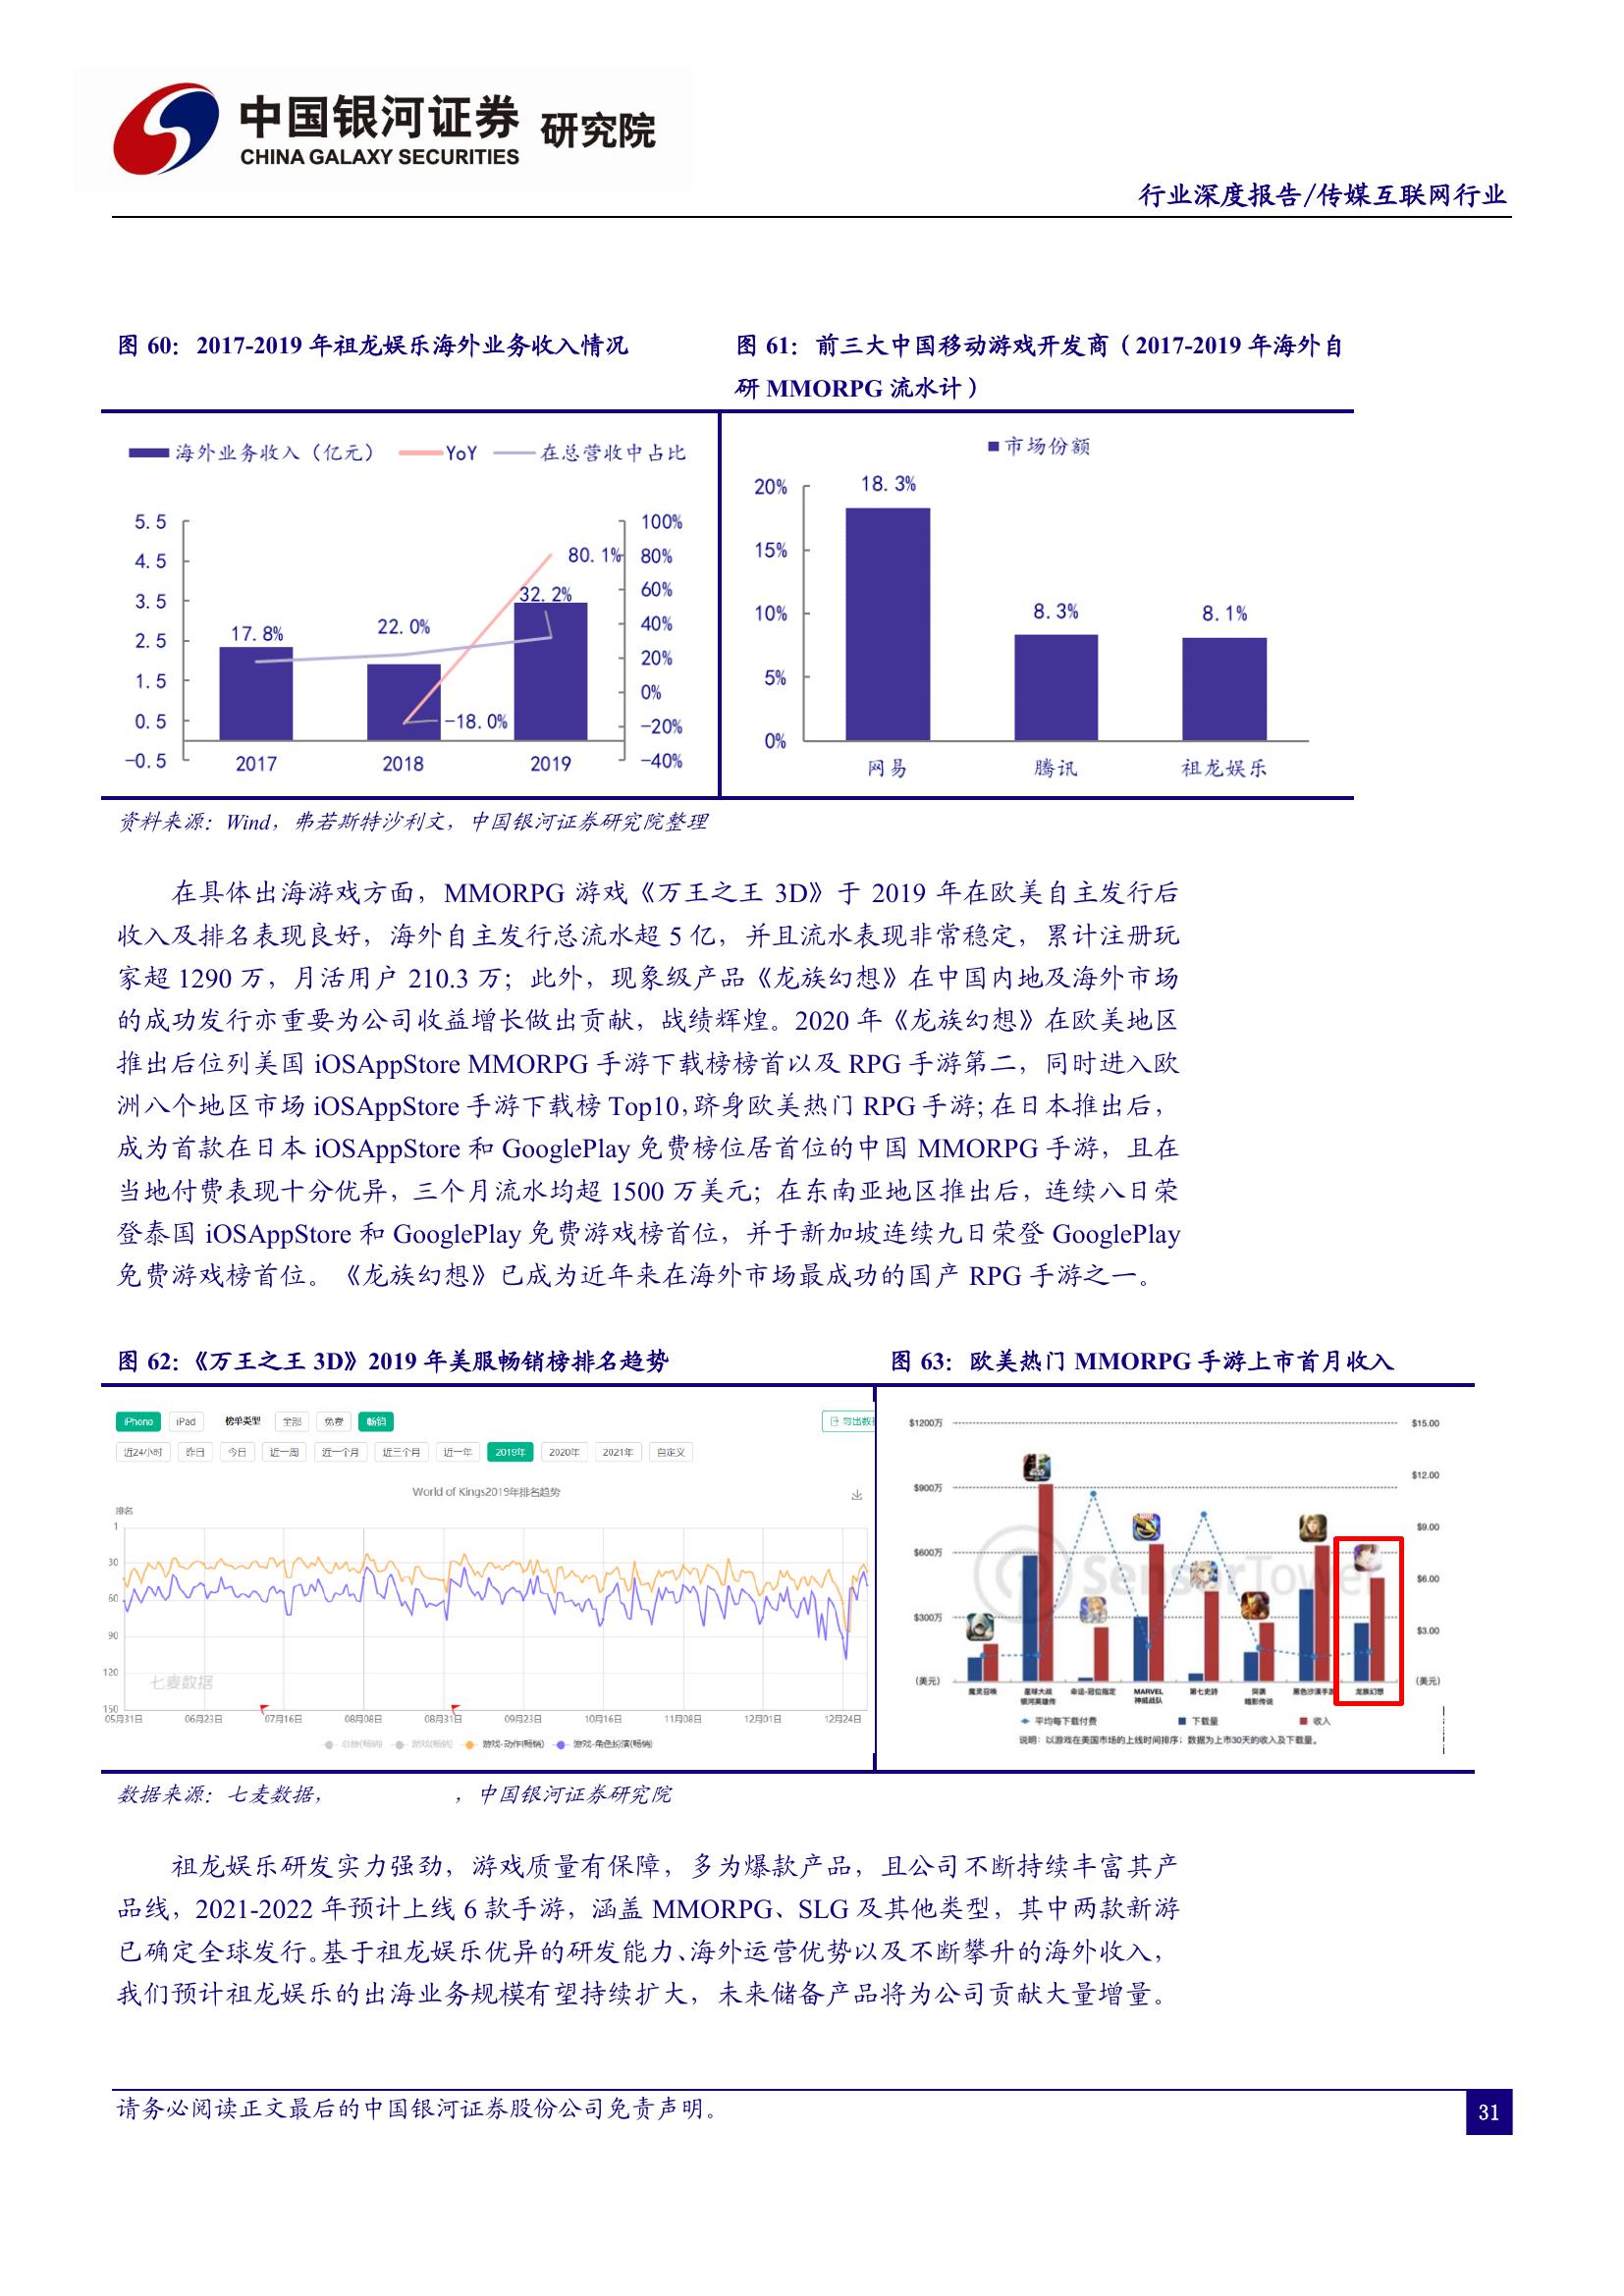 中国银河证券 研究院
CHINA GALAXY SECURITIES
行业深度报告/传媒互联网行业
图 60：2017-2019 年祖龙娱乐海外业务收入情况
图 61：前三大中国移动游戏开发商（2017-2019 年海外自
研 MMORPG 流水计）
海外业务收入（亿元） YoY 在总营收中占比
5.5
4.5
3.5
2.5
1.5
0.5
-0.5
17.8%
22.0%
32.2%
80.1%
-18.0%
100%
80%
60%
40%
20%
0%
-20%
-40%
2017 2018 2019
市场份额
20%
15%
10%
5%
0%
18.3%
8.3%
8.1%
网易 腾讯 祖龙娱乐
资料来源：Wind，弗若斯特沙利文，中国银河证券研究院整理
在具体出海游戏方面，MMORPG 游戏《万王之王 3D》于 2019 年在欧美自主发行后
收入及排名表现良好，海外自主发行总流水超 5 亿，并且流水表现非常稳定，累计注册玩
家超 1290 万，月活用户 210.3 万；此外，现象级产品《龙族幻想》在中国内地及海外市场
的成功发行亦重要为公司收益增长做出贡献，战绩辉煌。2020 年《龙族幻想》在欧美地区
推出后位列美国 iOSAppStore MMORPG 手游下载榜榜首以及 RPG 手游第二，同时进入欧
洲八个地区市场 iOSAppStore 手游下载榜 Top10，跻身欧美热门 RPG 手游；在日本推出后，
成为首款在日本 iOSAppStore 和 GooglePlay 免费榜位居首位的中国 MMORPG 手游，且在
当地付费表现十分优异，三个月流水均超 1500 万美元；在东南亚地区推出后，连续八日荣
登泰国 iOSAppStore 和 GooglePlay 免费游戏榜首位，并于新加坡连续九日荣登 GooglePlay
免费游戏榜首位。《龙族幻想》已成为近年来在海外市场最成功的国产 RPG 手游之一。
图 62：《万王之王 3D》2019 年美服畅销榜排名趋势
图 63：欧美热门 MMORPG 手游上市首月收入
iPhone iPad 榜单类型 全部 免费 畅销 导出数据
近24小时 昨日 今日 近一周 近一个月 近三个月 近一年 2019年 2020年 2021年 自定义
World of Kings2019年排名趋势
排名
1
30
60
90
120
150
七麦数据
05月31日 06月23日 07月16日 08月08日 08月31日 09月23日 10月16日 11月08日 12月01日 12月24日
总榜(畅销) 游戏(畅销) 游戏-动作(畅销) 游戏-角色扮演(畅销)
$1200万
$900万
$600万
$300万
(美元)
$15.00
$12.00
$9.00
$6.00
$3.00
(美元)
SensorTower
魔灵召唤 星球大战 命运-冠位指定 MARVEL 第七史诗 突袭 黑色沙漠手游 龙族幻想
银河英雄传 神威战队 暗影传说
平均每下载付费 下载量 收入
说明：以游戏在美国市场的上线时间排序；数据为上市30天的收入及下载量。
数据来源：七麦数据， ，中国银河证券研究院
祖龙娱乐研发实力强劲，游戏质量有保障，多为爆款产品，且公司不断持续丰富其产
品线，2021-2022 年预计上线 6 款手游，涵盖 MMORPG、SLG 及其他类型，其中两款新游
已确定全球发行。基于祖龙娱乐优异的研发能力、海外运营优势以及不断攀升的海外收入，
我们预计祖龙娱乐的出海业务规模有望持续扩大，未来储备产品将为公司贡献大量增量。
请务必阅读正文最后的中国银河证券股份公司免责声明。
31